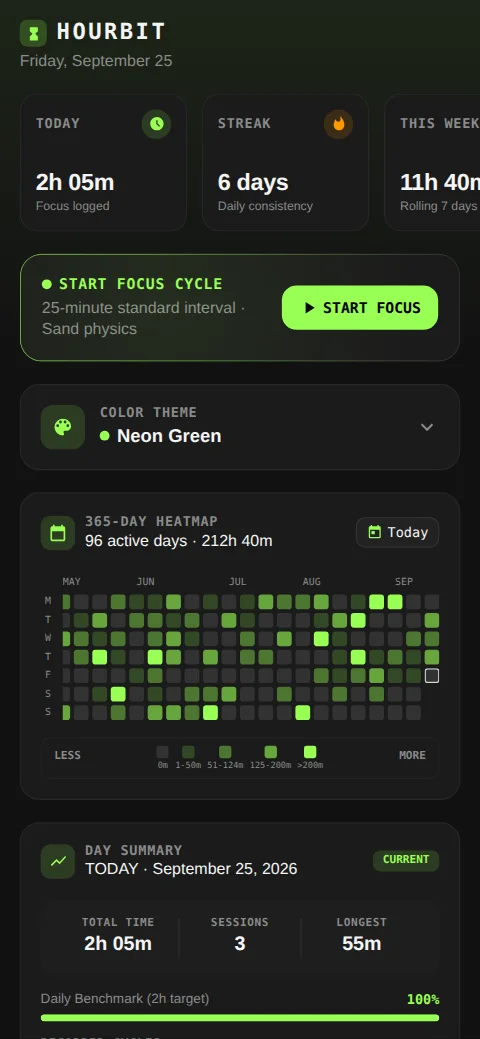 HOURBIT
Friday, September 25
TODAY
2h 05m
Focus logged
STREAK
6 days
Daily consistency
THIS WEEK
11h 40m
Rolling 7 days
START FOCUS CYCLE
25-minute standard interval ·
Sand physics
START FOCUS
COLOR THEME
Neon Green
365-DAY HEATMAP
96 active days · 212h 40m
Today
MAY JUN JUL AUG SEP
M
T
W
T
F
S
S
LESS
0m 1-50m 51-124m 125-200m >200m
MORE
DAY SUMMARY
TODAY · September 25, 2026
CURRENT
TOTAL TIME
2h 05m
SESSIONS
3
LONGEST
55m
Daily Benchmark (2h target)
100%